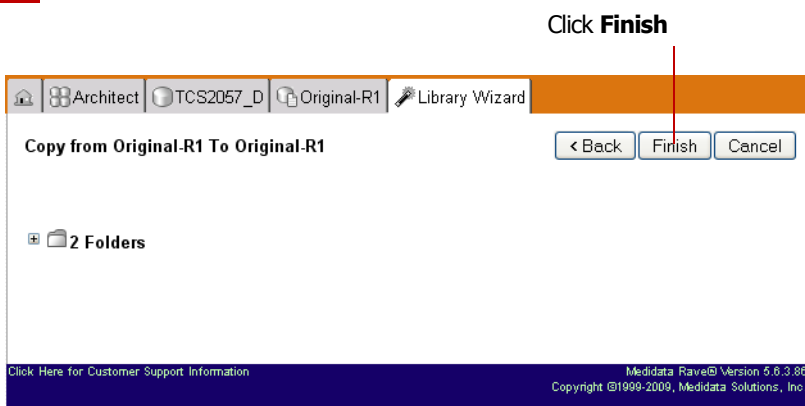 Click Finish
Architect TCS2057_D Original-R1 Library Wizard
Copy from Original-R1 To Original-R1 < Back Finish Cancel
2 Folders
Click Here for Customer Support Information Medidata Rave® Version 5.6.3.86
Copyright ©1999-2009, Medidata Solutions, Inc